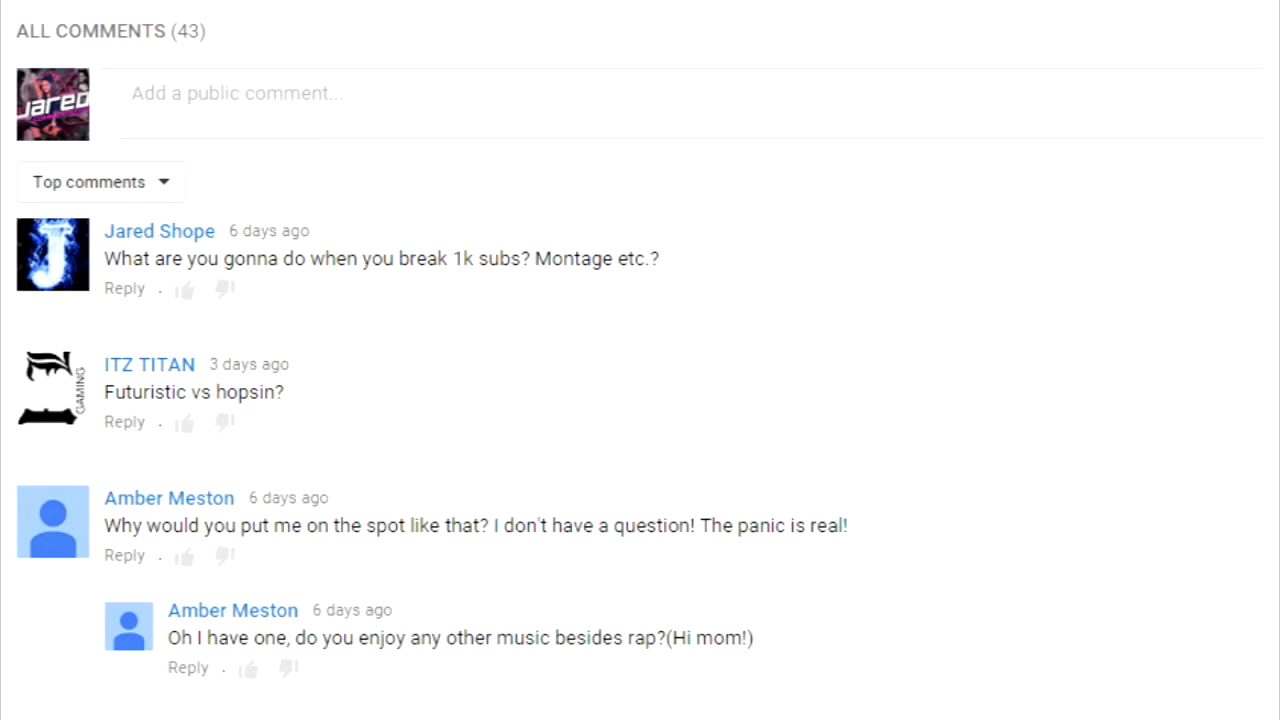 ALL COMMENTS (43)
Jared
Add a public comment...
Top comments
Jared Shope 6 days ago
What are you gonna do when you break 1k subs? Montage etc.?
Reply .
ITZ TITAN 3 days ago
GAMING
Futuristic vs hopsin?
Reply .
Amber Meston 6 days ago
Why would you put me on the spot like that? I don't have a question! The panic is real!
Reply .
Amber Meston 6 days ago
Oh I have one, do you enjoy any other music besides rap?(Hi mom!)
Reply .